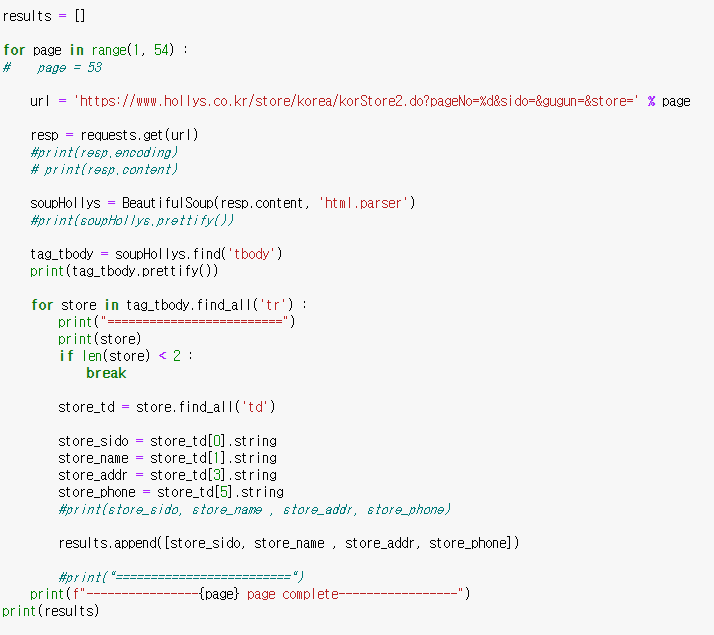 results = []
for page in range(1, 54) :
#    page = 53
    url = 'https://www.hollys.co.kr/store/korea/korStore2.do?pageNo=%d&sido=&gugun=&store=' % page
    resp = requests.get(url)
    #print(resp.encoding)
    # print(resp.content)
    soupHollys = BeautifulSoup(resp.content, 'html.parser')
    #print(soupHollys.prettify())
    tag_tbody = soupHollys.find('tbody')
    print(tag_tbody.prettify())
    for store in tag_tbody.find_all('tr') :
        print("=========================")
        print(store)
        if len(store) < 2 :
            break
        store_td = store.find_all('td')
        store_sido = store_td[0].string
        store_name = store_td[1].string
        store_addr = store_td[3].string
        store_phone = store_td[5].string
        #print(store_sido, store_name , store_addr, store_phone)
        results.append([store_sido, store_name , store_addr, store_phone])
        #print("=========================")
    print(f"----------------{page} page complete-----------------")
print(results)